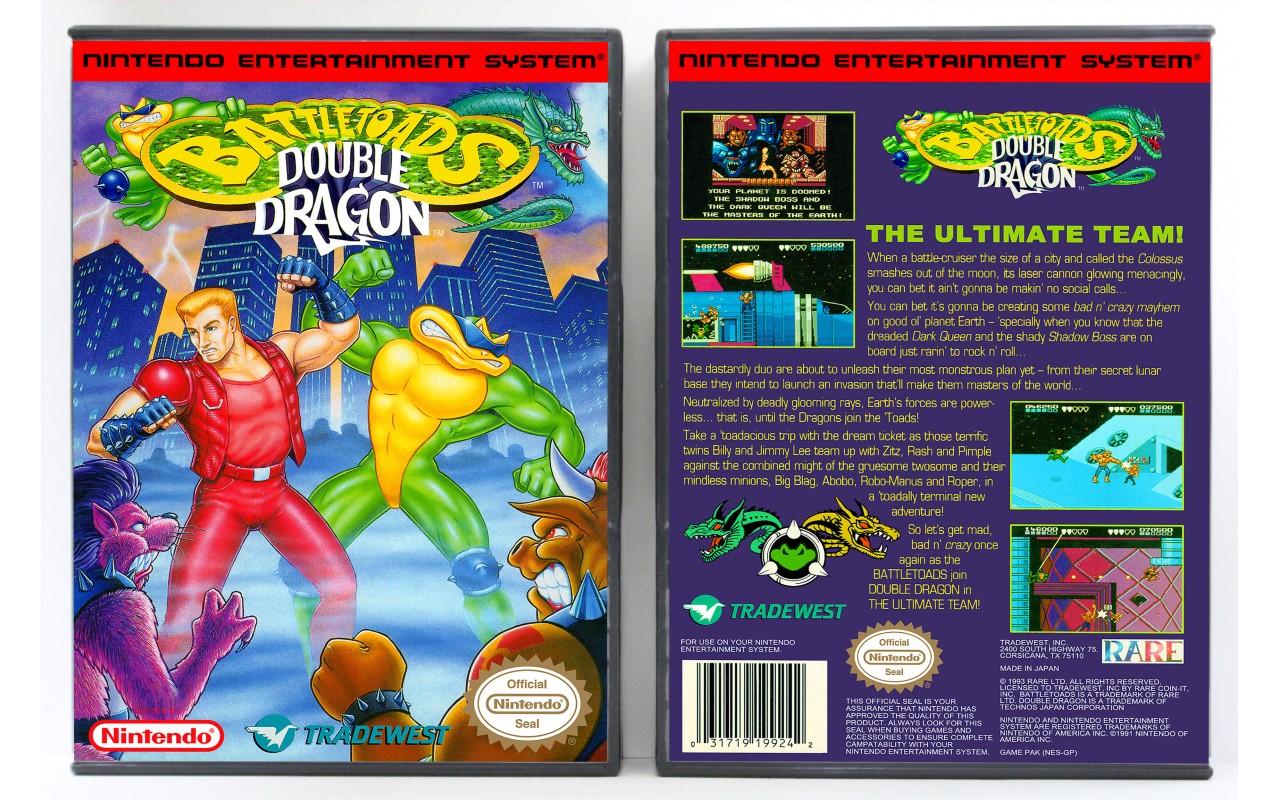 NINTENDO ENTERTAINMENT SYSTEM®
BATTLETOADS
DOUBLE
DRAGON
TM
TM
Nintendo®
TRADEWEST
Official
Nintendo
Seal
®
NINTENDO ENTERTAINMENT SYSTEM®
BATTLETOADS
DOUBLE
DRAGON
TM
TM
YOUR PLANET IS DOOMED!
THE SHADOW BOSS AND
THE DARK QUEEN WILL BE
THE MASTERS OF THE EARTH!
488750
530500
THE ULTIMATE TEAM!
When a battle-cruiser the size of a city and called the Colossus
smashes out of the moon, its laser cannon glowing menacingly,
you can bet it ain't gonna be makin' no social calls...
You can bet it's gonna be creating some bad n' crazy mayhem
on good ol' planet Earth – 'specially when you know that the
dreaded Dark Queen and the shady Shadow Boss are on
board just rarin' to rock n' roll...
The dastardly duo are about to unleash their most monstrous plan yet – from their secret lunar
base they intend to launch an invasion that'll make them masters of the world...
Neutralized by deadly glooming rays, Earth's forces are power-
less... that is, until the Dragons join the 'Toads!
Take a 'toadacious trip with the dream ticket as those terrific
twins Billy and Jimmy Lee team up with Zitz, Rash and Pimple
against the combined might of the gruesome twosome and their
mindless minions, Big Blag, Abobo, Robo-Manus and Roper, in
a 'toadally terminal new
adventure!
So let's get mad,
bad n' crazy once
again as the
BATTLETOADS join
DOUBLE DRAGON in
THE ULTIMATE TEAM!
046250
037500
146000
070500
TRADEWEST
FOR USE ON YOUR NINTENDO
ENTERTAINMENT SYSTEM.
0 31719 19924 2
Official
Nintendo
Seal
®
THIS OFFICIAL SEAL IS YOUR
ASSURANCE THAT NINTENDO HAS
APPROVED THE QUALITY OF THIS
PRODUCT. ALWAYS LOOK FOR THIS
SEAL WHEN BUYING GAMES AND
ACCESSORIES TO ENSURE COMPLETE
CAMPATABILITY WITH YOUR
NINTENDO ENTERTAINMENT SYSTEM.
TRADEWEST, INC.
2400 SOUTH HIGHWAY 75.
CORSICANA, TX 75110
RARE
MADE IN JAPAN
© 1993 RARE LTD. ALL RIGHTS RESERVED.
LICENSED TO TRADEWEST, INC BY RARE COIN-IT,
INC. BATTLETOADS IS A TRADEMARK OF RARE
LTD. DOUBLE DRAGON IS A TRADEMARK OF
TECHNOS JAPAN CORPORATION
NINTENDO AND NINTENDO ENTERTAINMENT
SYSTEM ARE REGISTERED TRADEMARKS OF
NINTENDO OF AMERICA INC. ©1991 NINTENDO OF
AMERICA INC.
GAME PAK (NES-GP)